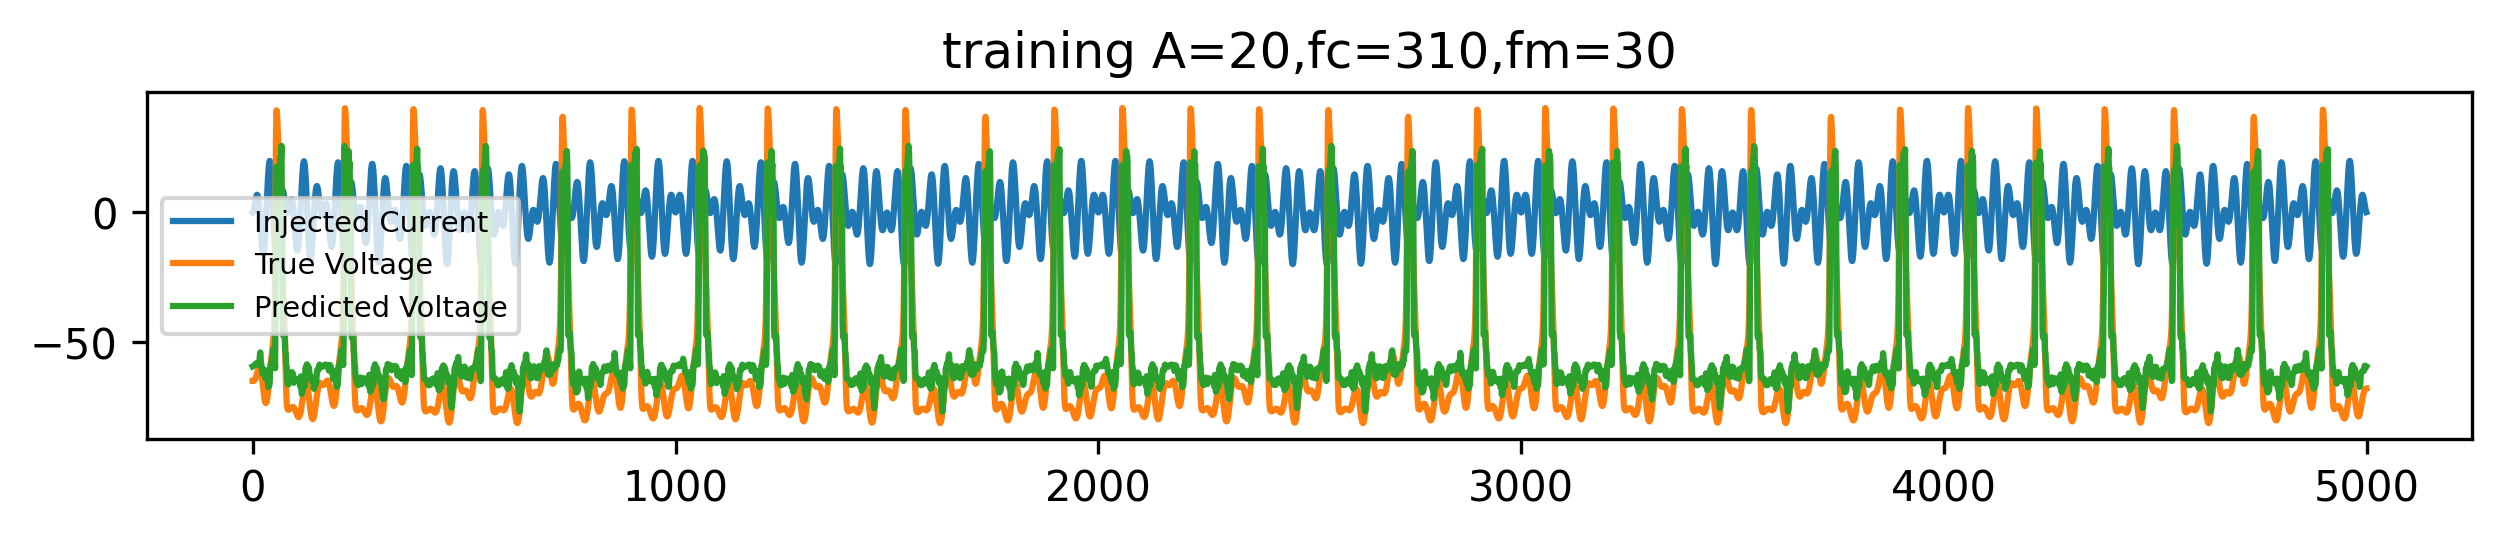 training A=20,fc=310,fm=30
0
−50
Injected Current
True Voltage
Predicted Voltage
0 1000 2000 3000 4000 5000